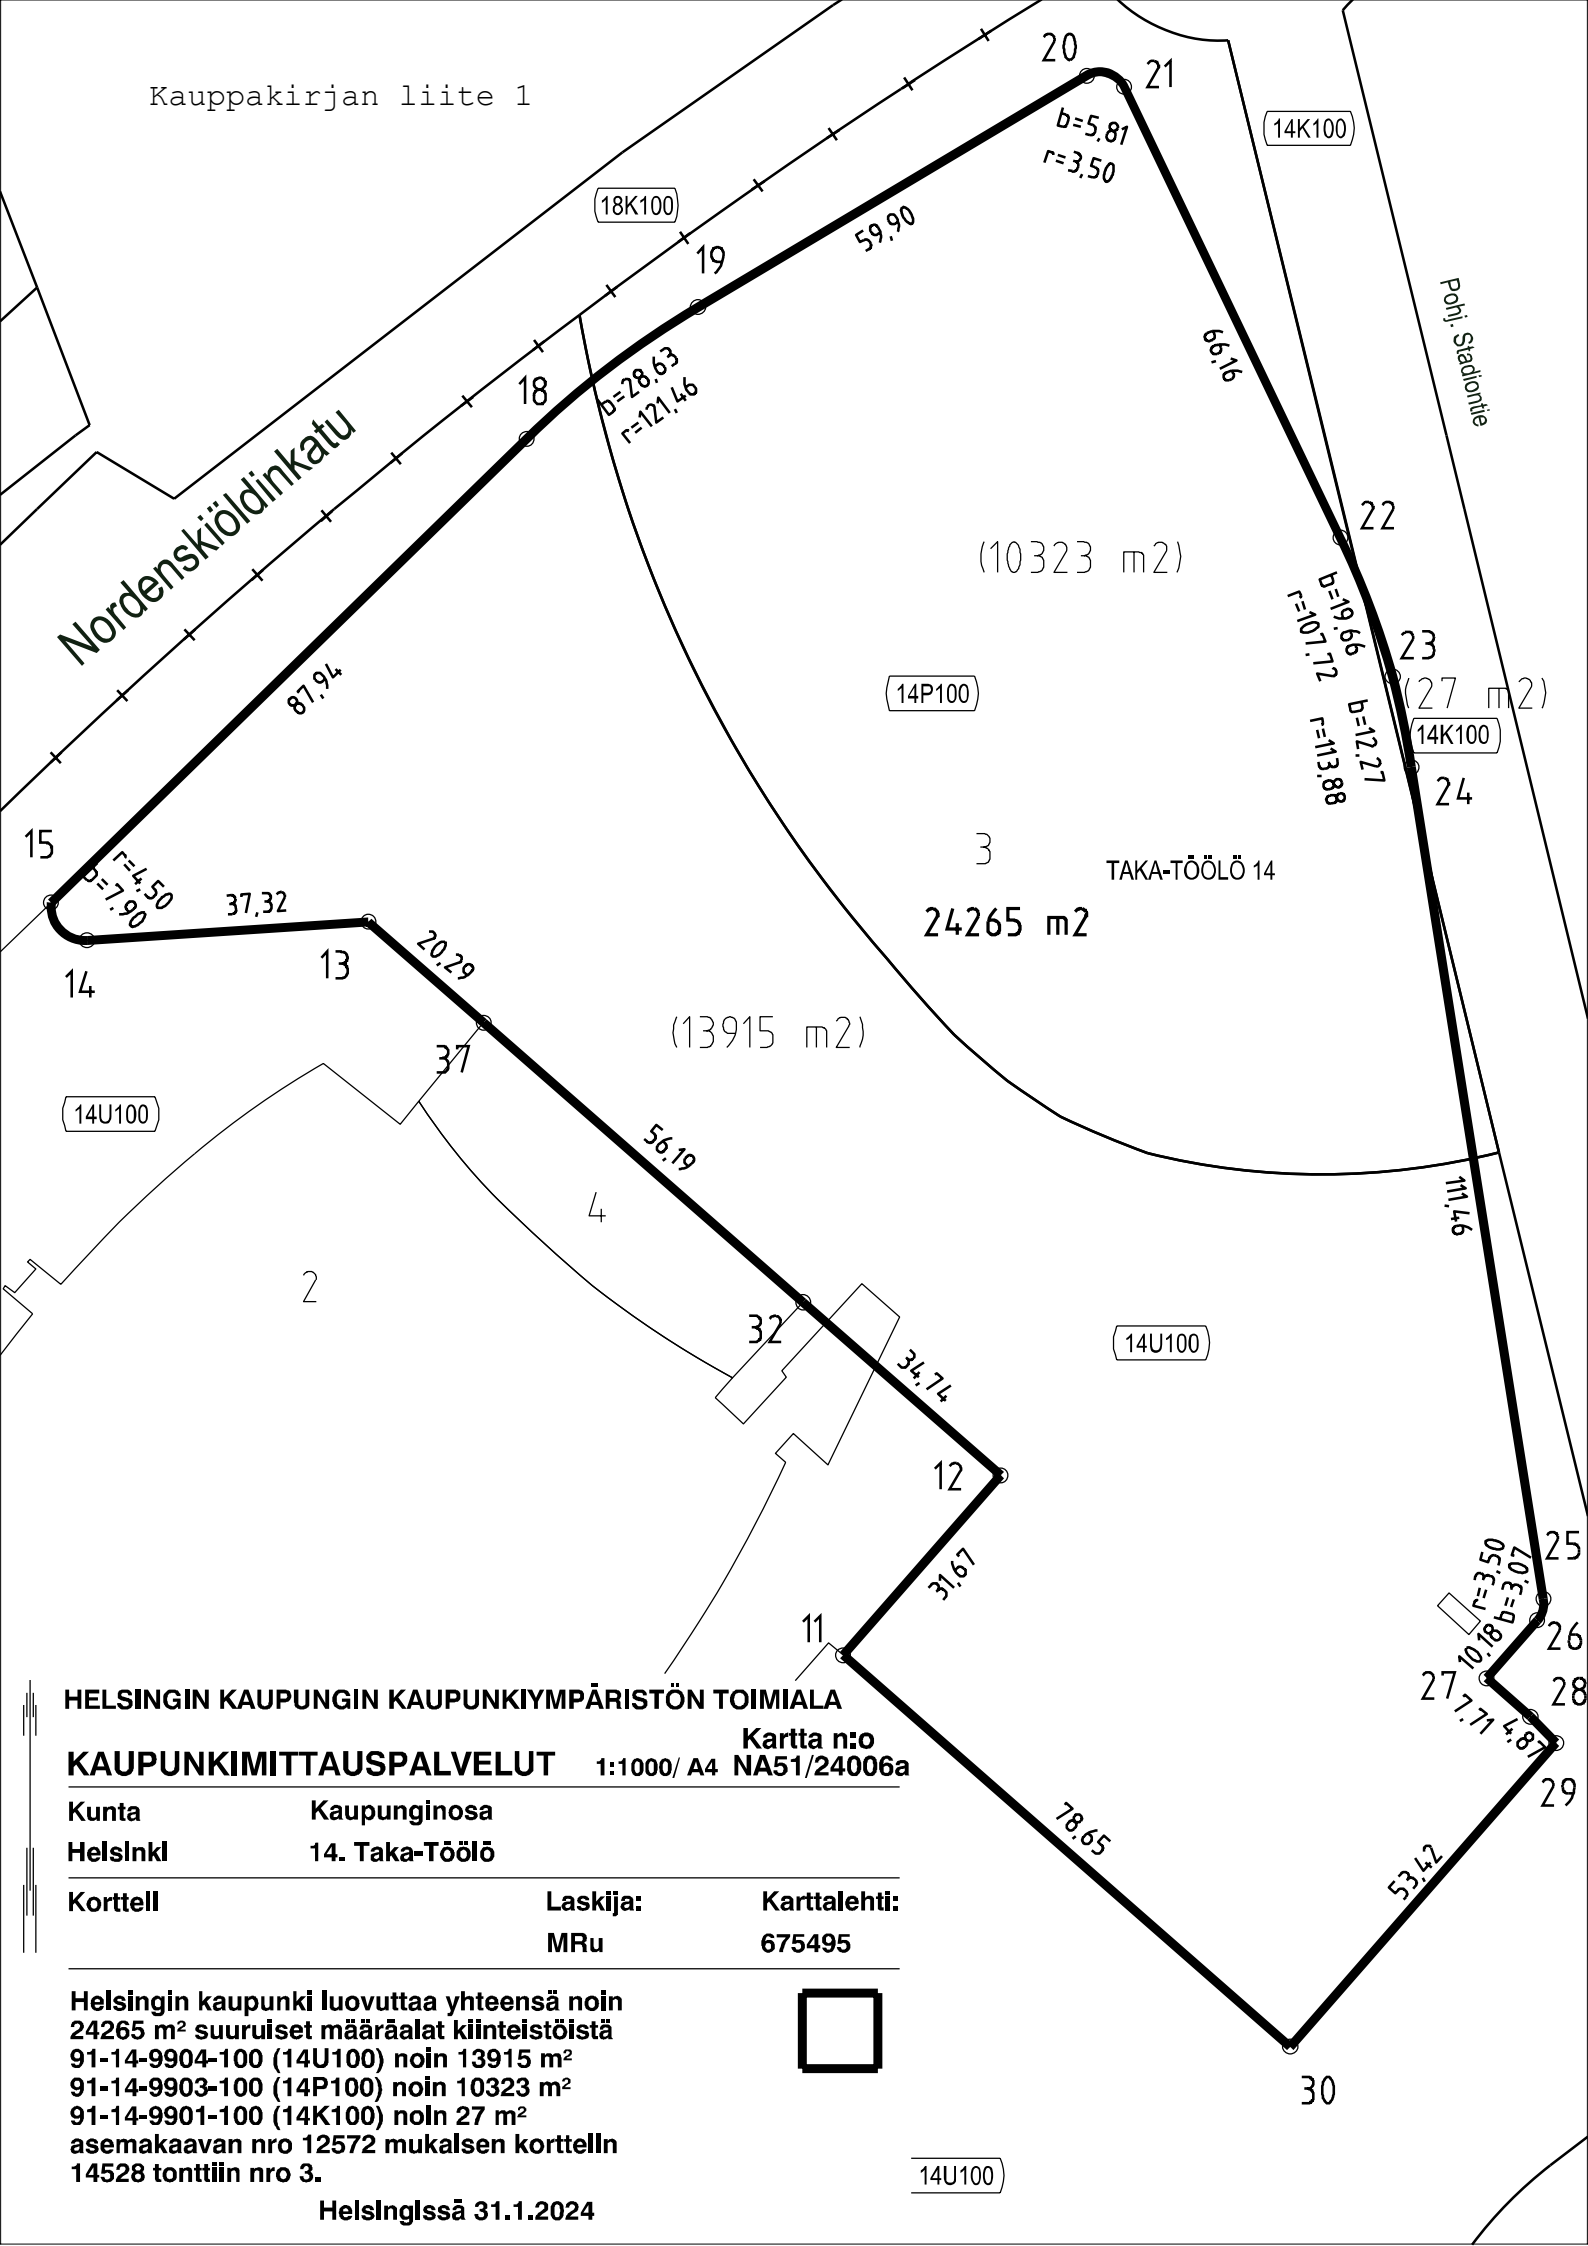 Kauppakirjan liite 1
20
21
b=5,81
r=3,50
14K100
18K100
59,90
19
Pohj. Stadiontie
66,16
b=28,63
r=121,46
18
Nordenskiöldinkatu
22
(10323 m2)
b=19,66
r=107,72
23
(27 m2)
87,94
14P100
b=12,27
r=113,88
14K100
24
15
r=4,50
b=7,90
3
TAKA-TÖÖLÖ 14
24265 m2
37,32
13
20,29
14
(13915 m2)
37
14U100
56,19
111,46
4
2
32
14U100
34,74
12
25
r=3,50
b=3,07
31,67
11
26
10,18
27
28
7,71
4,87
29
HELSINGIN KAUPUNGIN KAUPUNKIYMPÄRISTÖN TOIMIALA
Kartta n:o
KAUPUNKIMITTAUSPALVELUT 1:1000/ A4 NA51/24006a
Kunta Kaupunginosa
Helsinki 14. Taka-Töölö
78,65
53,42
Kortteli Laskija: Karttalehti:
MRu 675495
Helsingin kaupunki luovuttaa yhteensä noin
24265 m² suuruiset määräalat kiinteistöistä
91-14-9904-100 (14U100) noin 13915 m²
91-14-9903-100 (14P100) noin 10323 m²
91-14-9901-100 (14K100) noin 27 m²
asemakaavan nro 12572 mukaisen korttelin
14528 tonttiin nro 3.
30
14U100
Helsingissä 31.1.2024